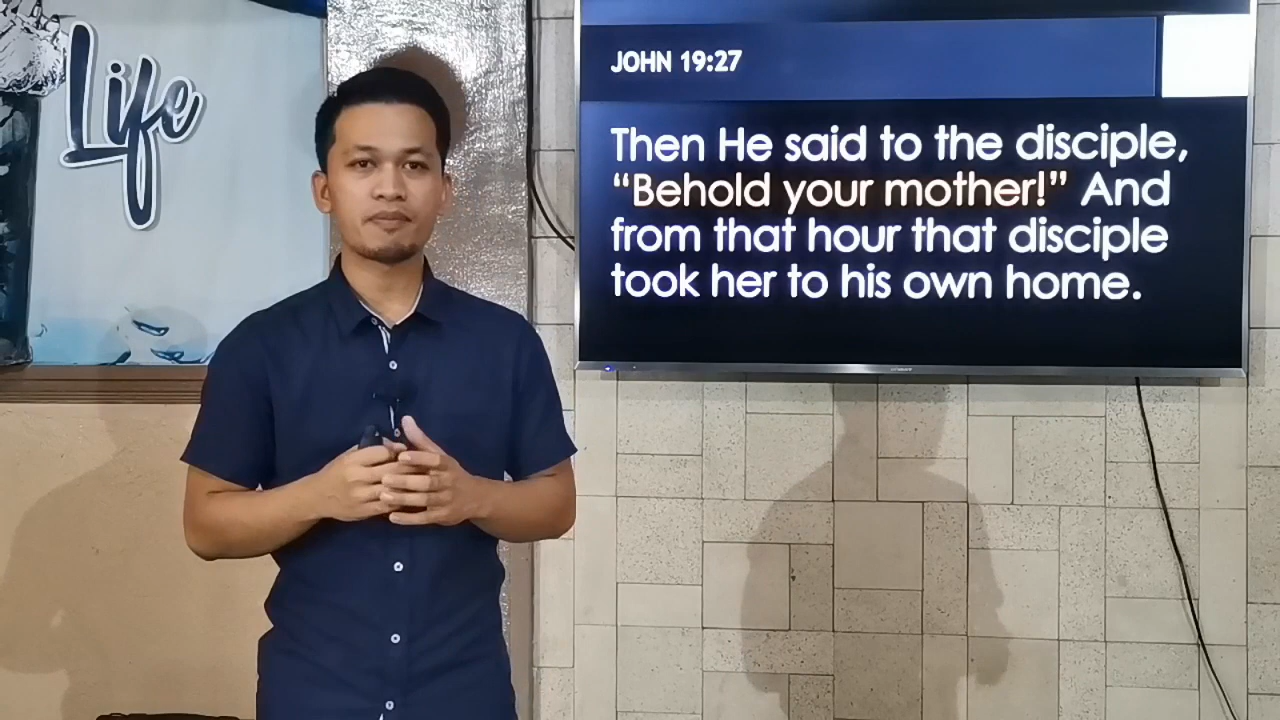 Life
JOHN 19:27
Then He said to the disciple,
“Behold your mother!” And
from that hour that disciple
took her to his own home.